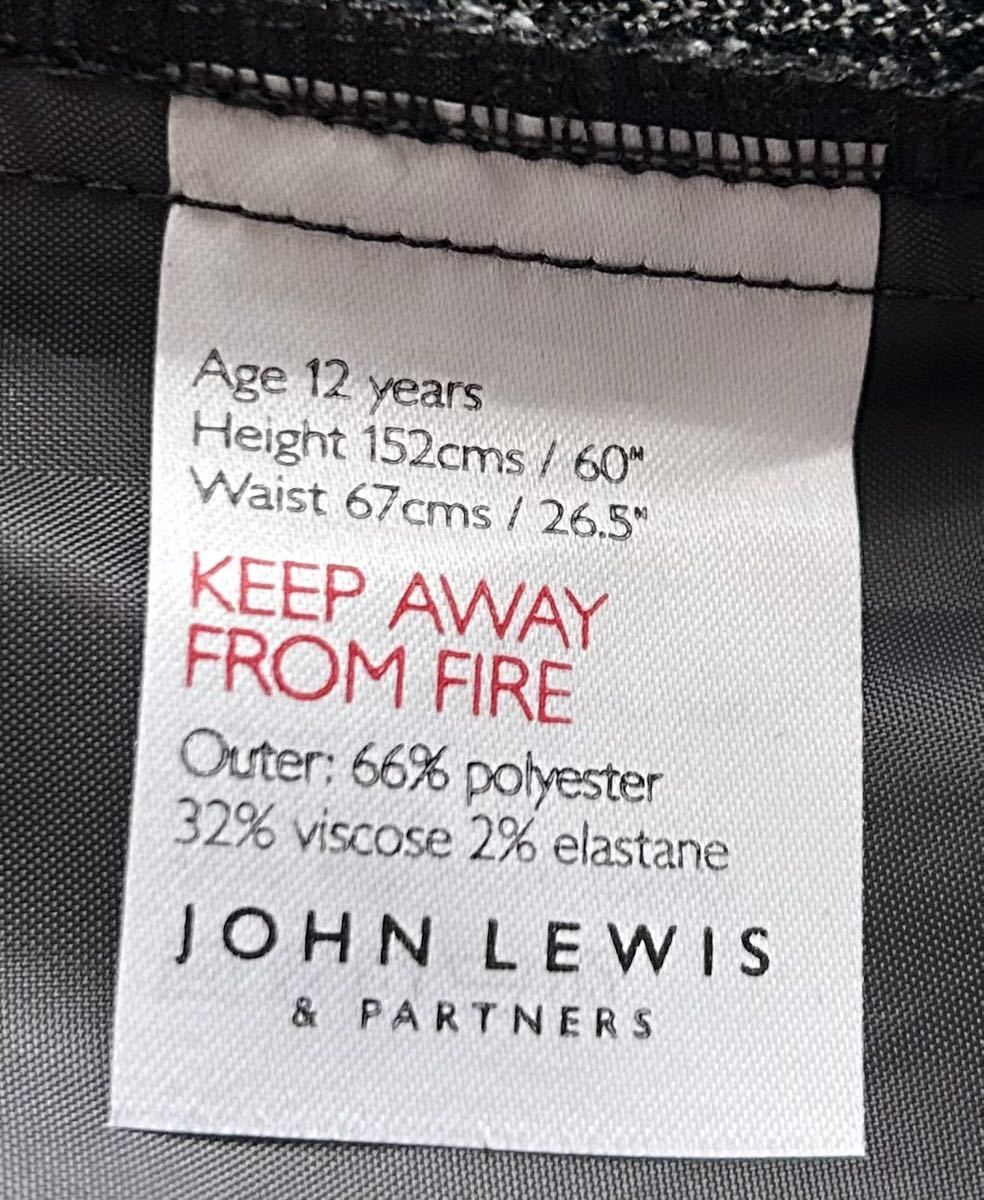 Age 12 years
Height 152cms / 60"
Waist 67cms / 26.5"
KEEP AWAY
FROM FIRE
Outer: 66% polyester
32% viscose 2% elastane
JOHN LEWIS
& PARTNERS